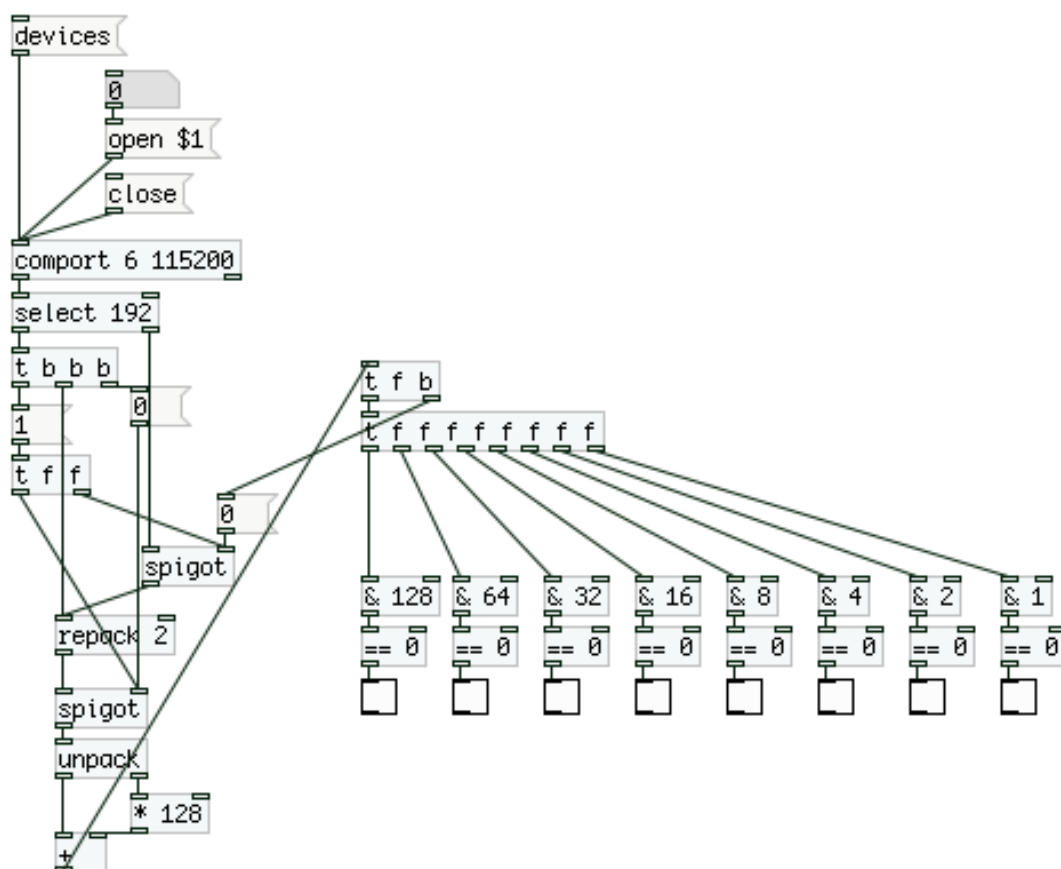 devices
0
open $1
close
comport 6 115200
select 192
t b b b
0
1
t f f
0
spigot
repack 2
spigot
unpack
* 128
+
t f b
t f f f f f f f f
& 128 & 64 & 32 & 16 & 8 & 4 & 2 & 1
== 0 == 0 == 0 == 0 == 0 == 0 == 0 == 0